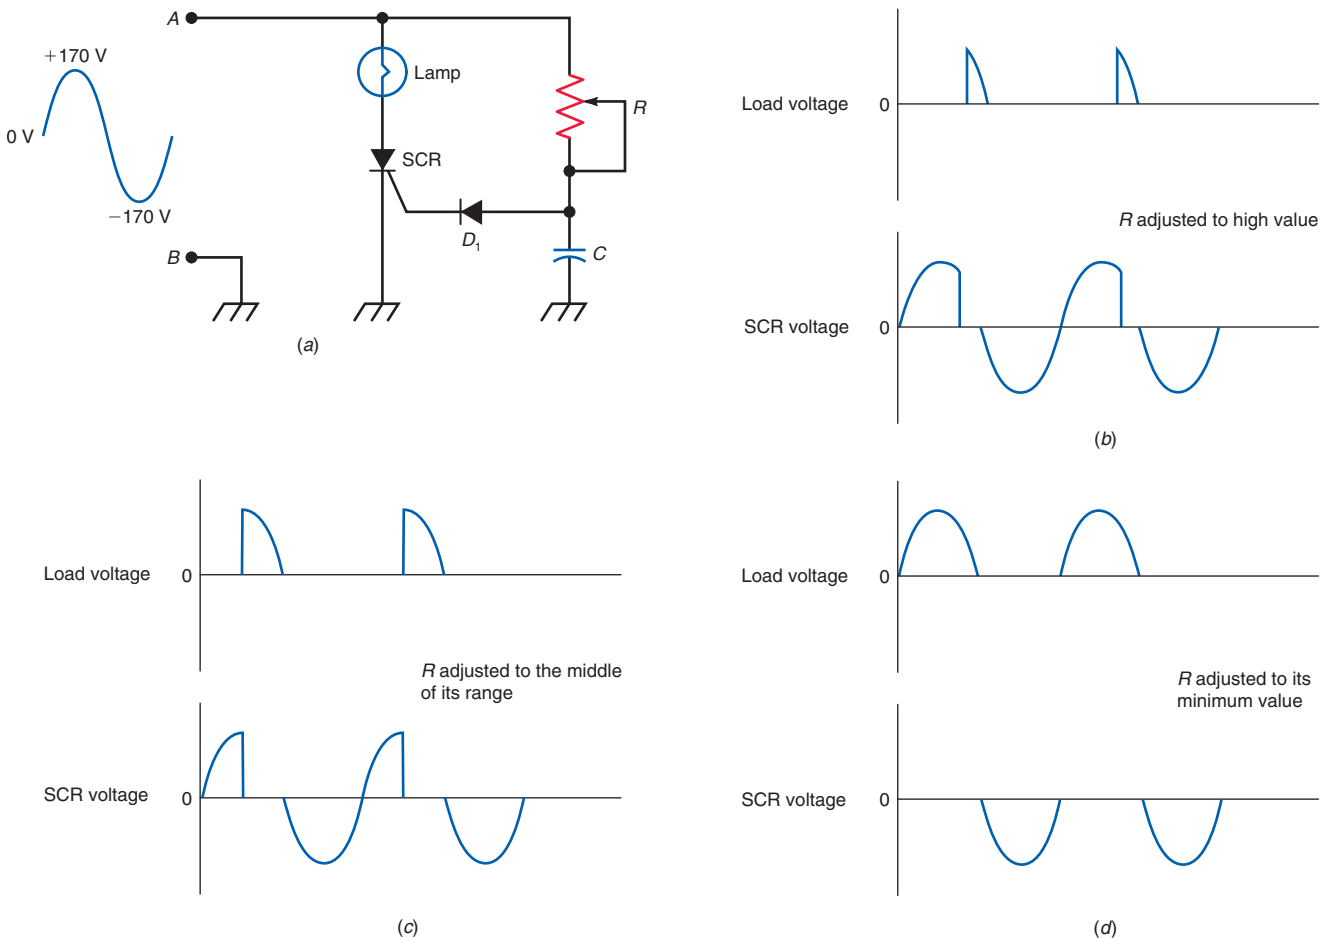 A
+170 V
0 V
−170 V
B
Lamp
SCR
R
D₁
C
(a)
Load voltage
0
R adjusted to high value
SCR voltage
0
(b)
Load voltage
0
R adjusted to the middle
of its range
SCR voltage
0
(c)
Load voltage
0
R adjusted to its
minimum value
SCR voltage
0
(d)